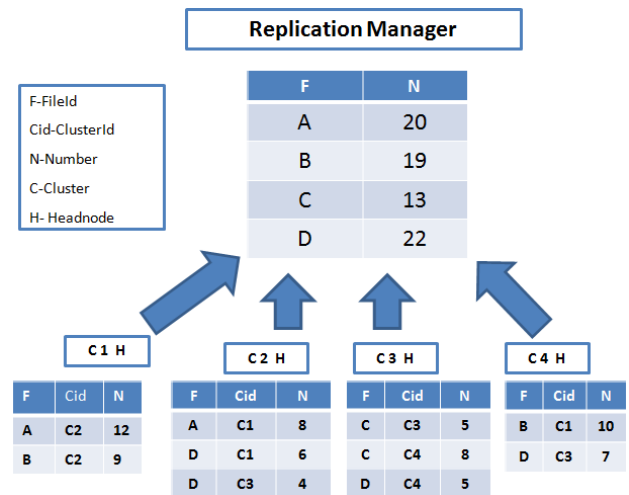 Replication Manager
F-FileId
Cid-ClusterId
N-Number
C-Cluster
H- Headnode
F N
A 20
B 19
C 13
D 22
C 1 H
F Cid N
A C2 12
B C2 9
C 2 H
F Cid N
A C1 8
D C1 6
D C3 4
C 3 H
F Cid N
C C3 5
C C4 8
D C4 5
C 4 H
F Cid N
B C1 10
D C3 7